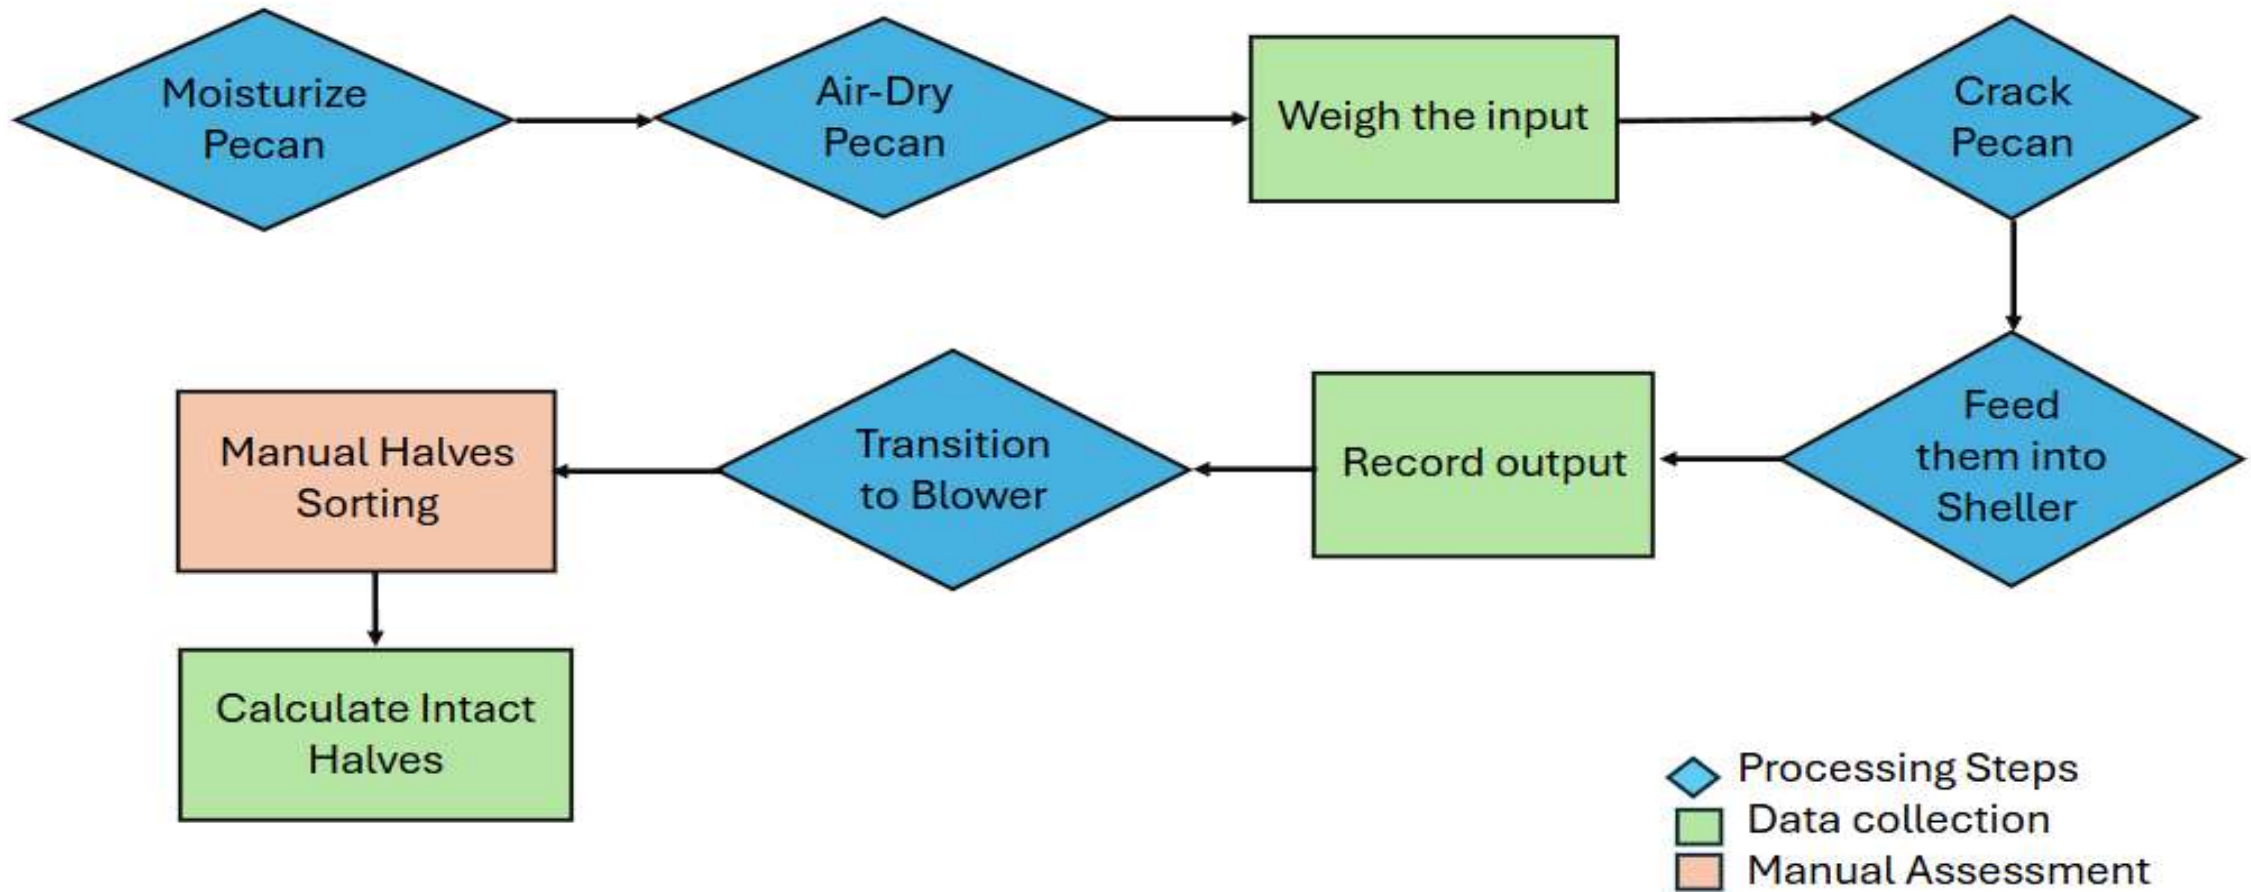 Moisturize
Pecan
Air-Dry
Pecan
Weigh the input
Crack
Pecan
Feed
them into
Sheller
Record output
Transition
to Blower
Manual Halves
Sorting
Calculate Intact
Halves
Processing Steps
Data collection
Manual Assessment